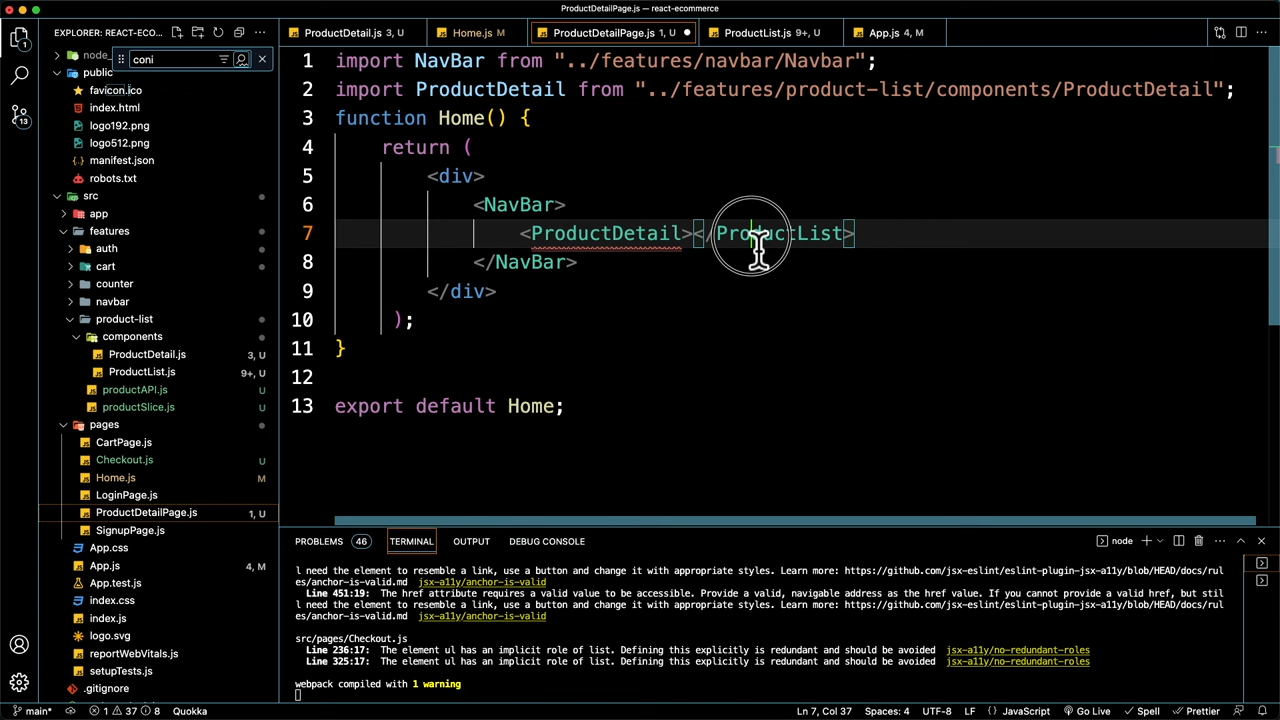 ProductDetailPage.js — react-ecommerce
EXPLORER: REACT-EC...
ProductDetail.js 3, U
Home.js M
ProductDetailPage.js 1, U
ProductList.js 9+, U
App.js 4, M
coni
node_
public
favicon.ico
index.html
logo192.png
logo512.png
manifest.json
robots.txt
src
app
features
auth
cart
counter
navbar
product-list
components
ProductDetail.js 3, U
ProductList.js 9+, U
productAPI.js U
productSlice.js U
pages
CartPage.js
Checkout.js U
Home.js M
LoginPage.js
ProductDetailPage.js 1, U
SignupPage.js
App.css
App.js 4, M
App.test.js
index.css
index.js
logo.svg
reportWebVitals.js
setupTests.js
.gitignore
1 import NavBar from "../features/navbar/Navbar";
2 import ProductDetail from "../features/product-list/components/ProductDetail";
3 function Home() {
4 return (
5 <div>
6 <NavBar>
7 <ProductDetail></ProductList>
8 </NavBar>
9 </div>
10 );
11 }
12
13 export default Home;
PROBLEMS 46 TERMINAL OUTPUT DEBUG CONSOLE
node
l need the element to resemble a link, use a button and change it with appropriate styles. Learn more: https://github.com/jsx-eslint/eslint-plugin-jsx-a11y/blob/HEAD/docs/rul
es/anchor-is-valid.md jsx-a11y/anchor-is-valid
Line 451:19: The href attribute requires a valid value to be accessible. Provide a valid, navigable address as the href value. If you cannot provide a valid href, but stil
l need the element to resemble a link, use a button and change it with appropriate styles. Learn more: https://github.com/jsx-eslint/eslint-plugin-jsx-a11y/blob/HEAD/docs/rul
es/anchor-is-valid.md jsx-a11y/anchor-is-valid
src/pages/Checkout.js
Line 236:17: The element ul has an implicit role of list. Defining this explicitly is redundant and should be avoided jsx-a11y/no-redundant-roles
Line 325:17: The element ul has an implicit role of list. Defining this explicitly is redundant and should be avoided jsx-a11y/no-redundant-roles
webpack compiled with 1 warning
1
13
main* 1 37 8 Quokka
Ln 7, Col 37 Spaces: 4 UTF-8 LF {} JavaScript Go Live Spell Prettier